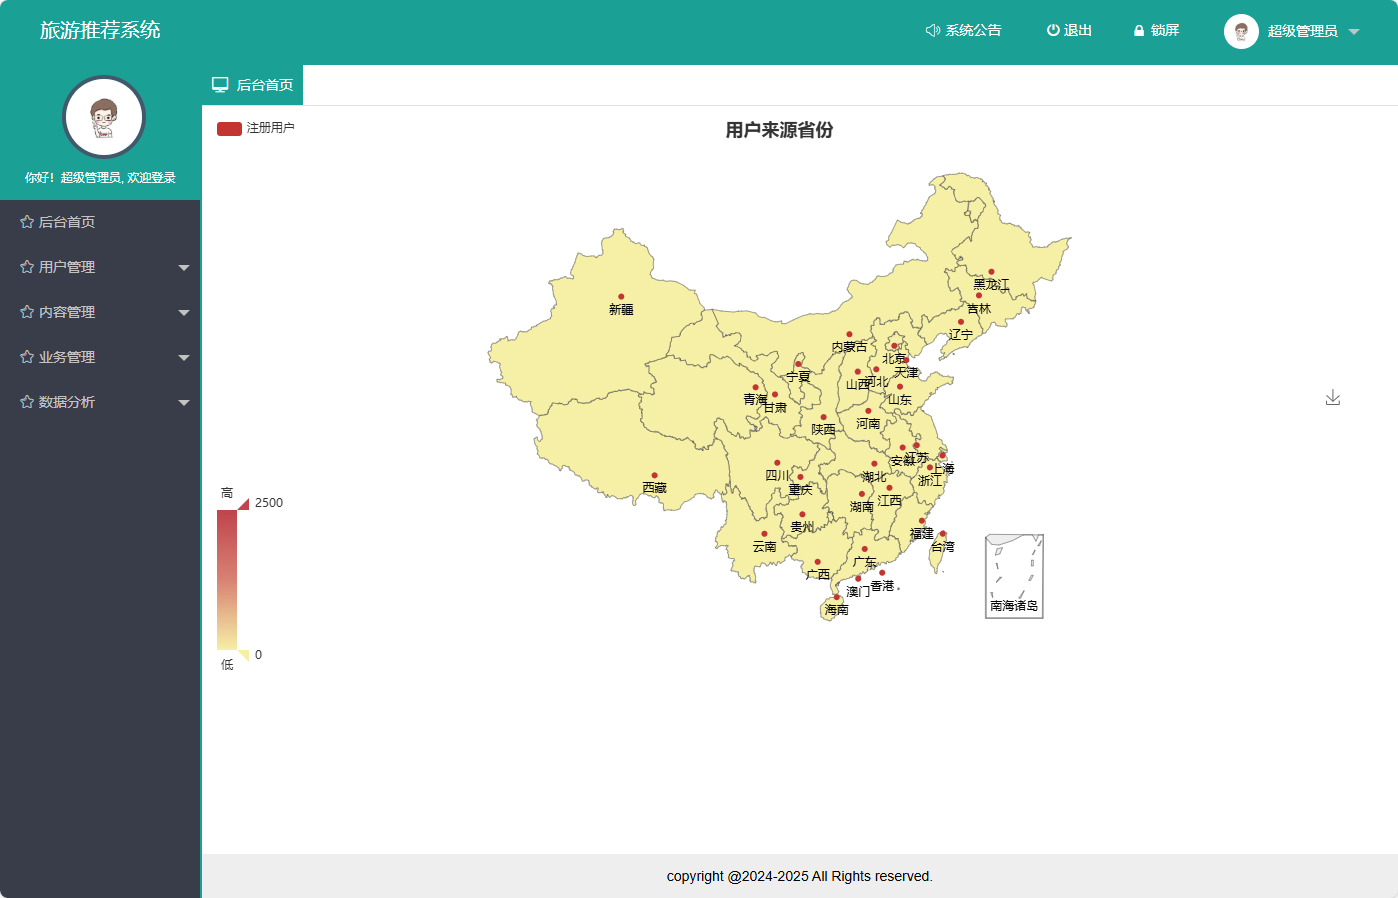 旅游推荐系统
系统公告
退出
锁屏
超级管理员
你好！超级管理员, 欢迎登录
后台首页
用户管理
内容管理
业务管理
数据分析
后台首页
注册用户
用户来源省份
黑龙江
新疆
吉林
辽宁
内蒙古
北京
天津
宁夏
山西
河北
青海
甘肃
山东
陕西
河南
安徽
江苏
上海
四川
湖北
浙江
西藏
重庆
湖南
江西
贵州
福建
云南
台湾
广东
广西
香港
澳门
海南
南海诸岛
高
2500
0
低
copyright @2024-2025 All Rights reserved.